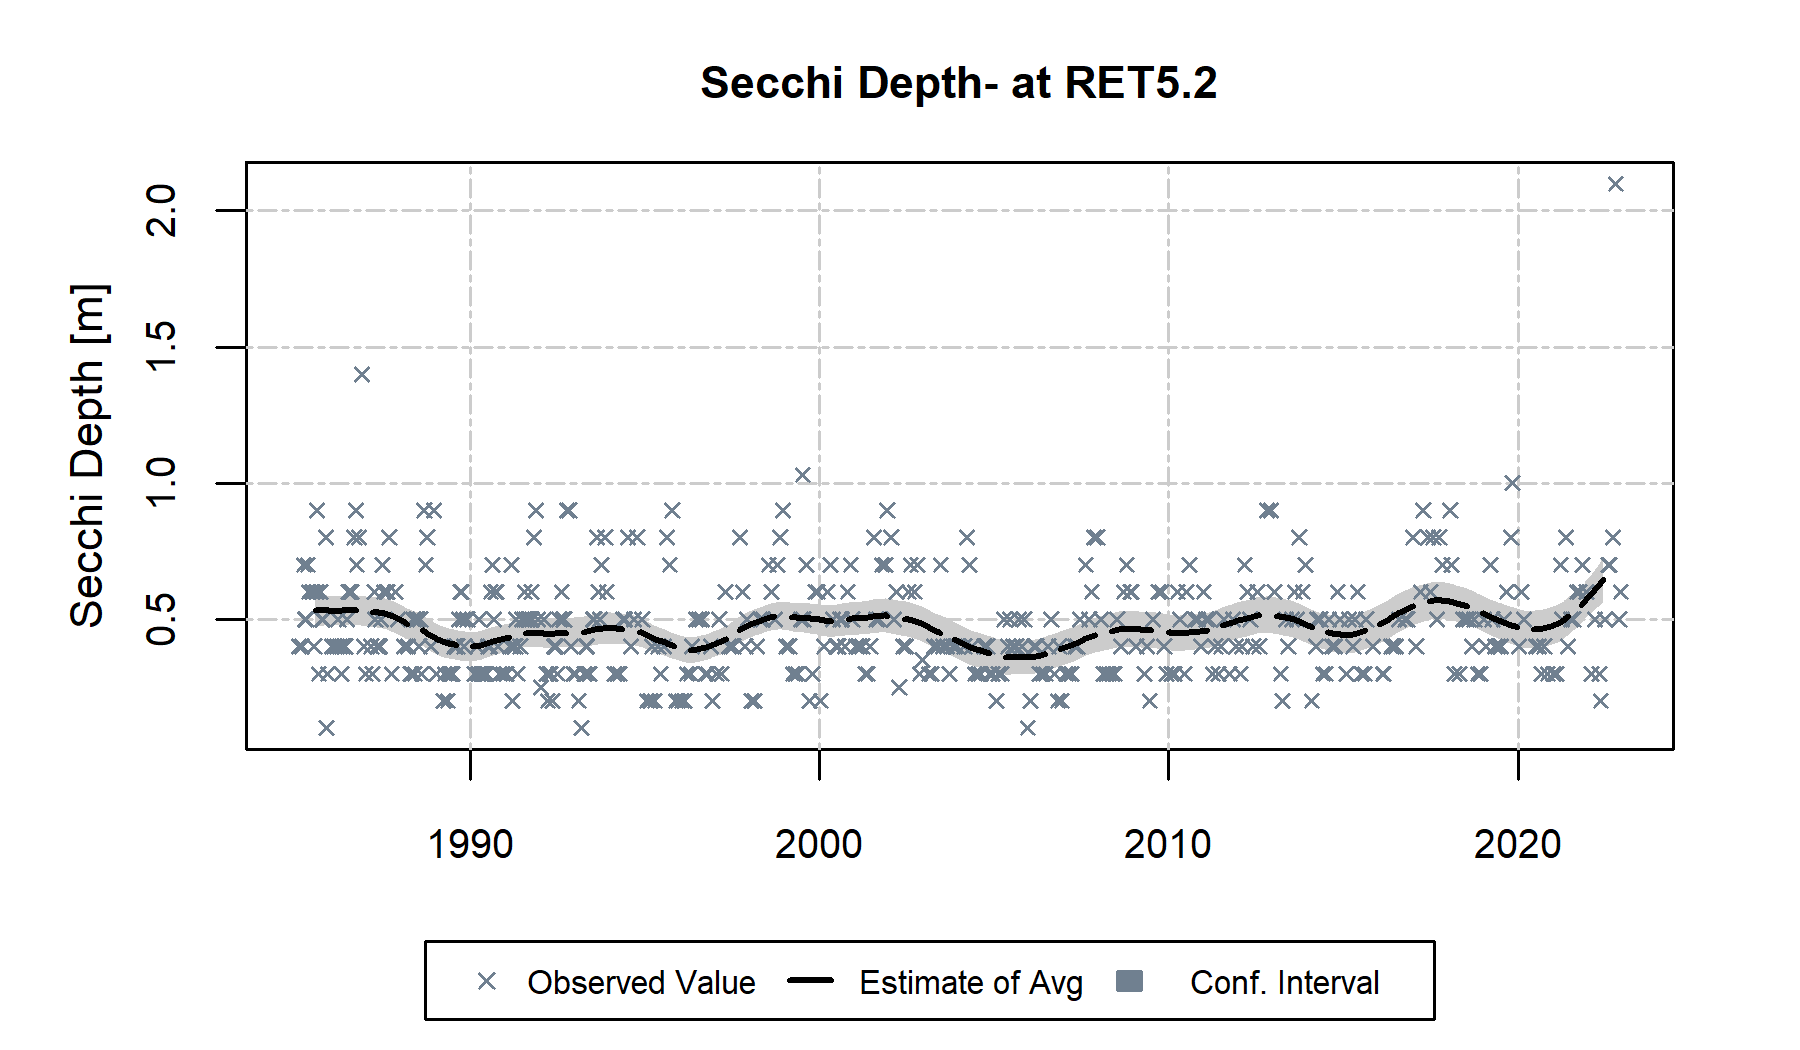 Secchi Depth- at RET5.2
Secchi Depth [m]
2.0
1.5
1.0
0.5
1990 2000 2010 2020
Observed Value Estimate of Avg Conf. Interval